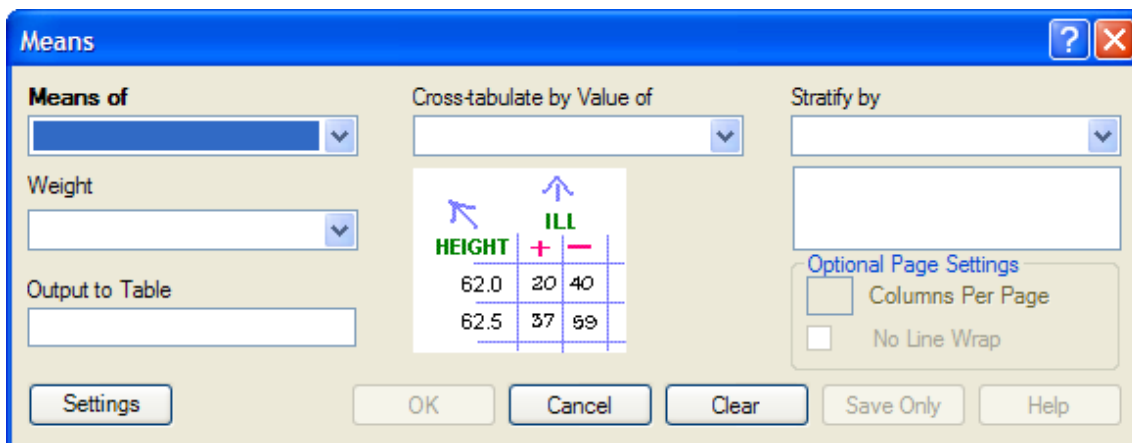 Means
?
Means of
Cross-tabulate by Value of
Stratify by
Weight
ILL
HEIGHT + −
62.0 20 40
62.5 37 59
Output to Table
Optional Page Settings
Columns Per Page
No Line Wrap
Settings
OK
Cancel
Clear
Save Only
Help